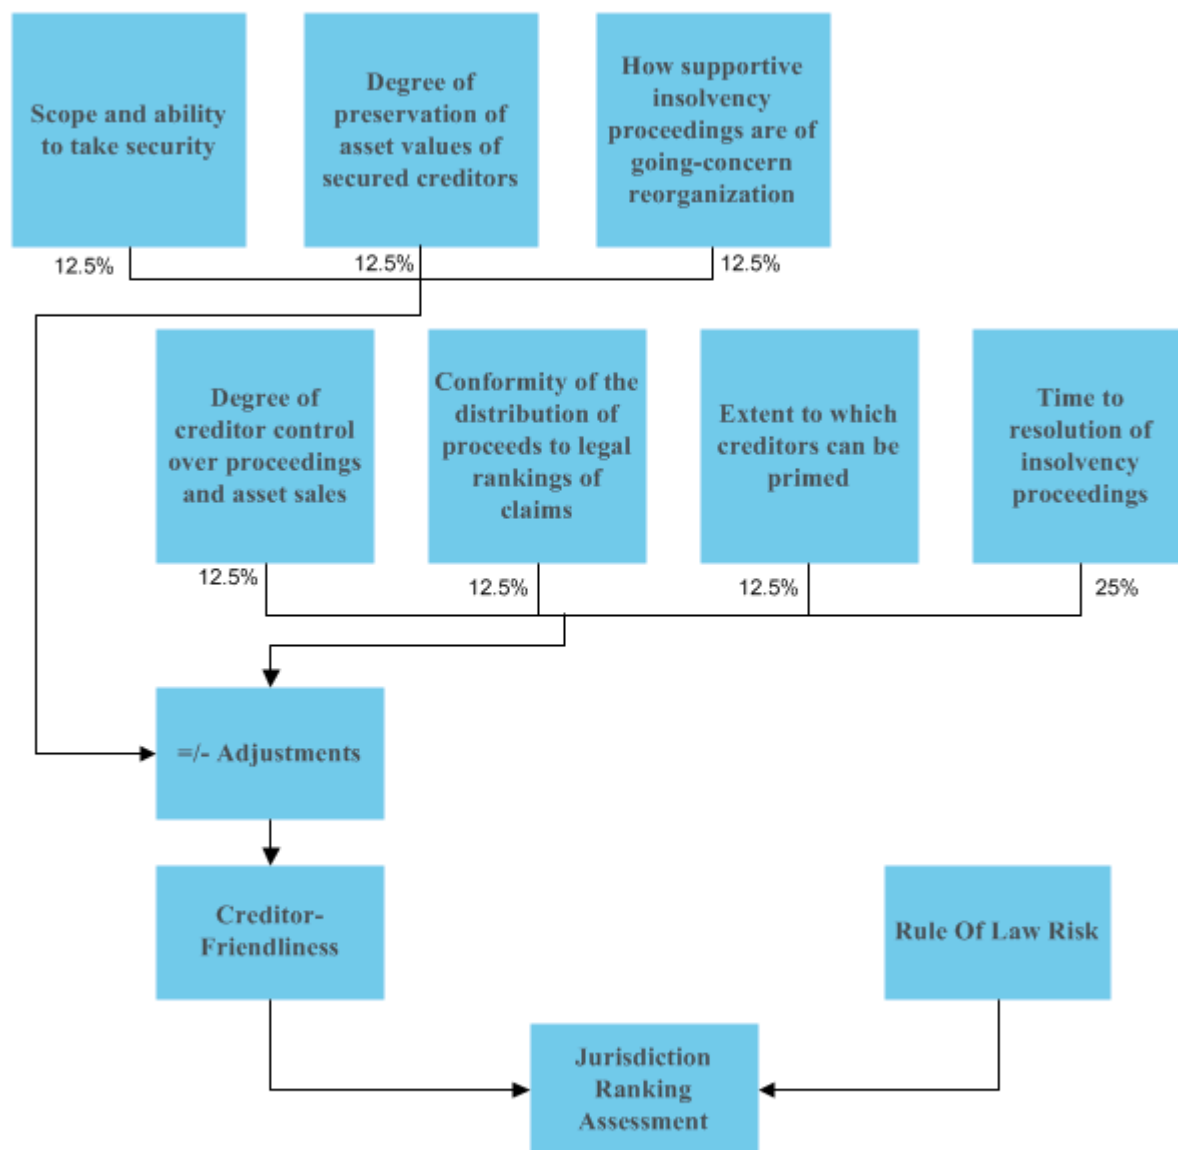 Scope and ability
to take security
Degree of
preservation of
asset values of
secured creditors
How supportive
insolvency
proceedings are of
going-concern
reorganization
12.5%
12.5%
12.5%
Degree of
creditor control
over proceedings
and asset sales
Conformity of the
distribution of
proceeds to legal
rankings of
claims
Extent to which
creditors can be
primed
Time to
resolution of
insolvency
proceedings
12.5%
12.5%
12.5%
25%
=/- Adjustments
Creditor-
Friendliness
Rule Of Law Risk
Jurisdiction
Ranking
Assessment